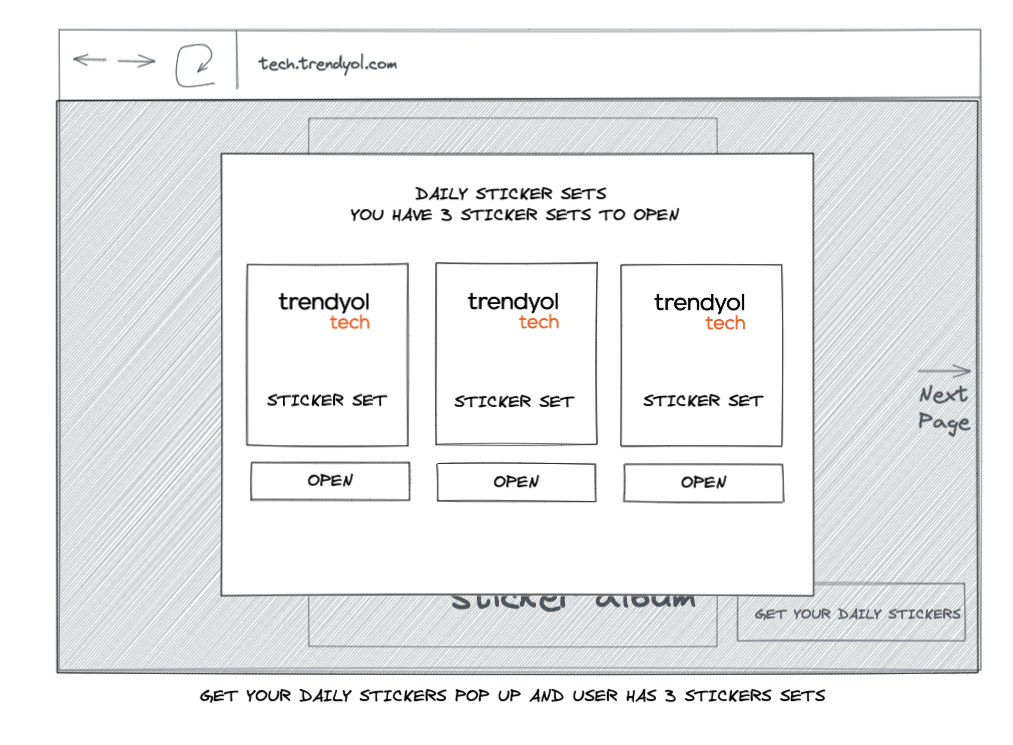 tech.trendyol.com
DAILY STICKER SETS
YOU HAVE 3 STICKER SETS TO OPEN
trendyol
tech
STICKER SET
OPEN
trendyol
tech
STICKER SET
OPEN
trendyol
tech
STICKER SET
OPEN
Next
Page
Sticker album
GET YOUR DAILY STICKERS
GET YOUR DAILY STICKERS POP UP AND USER HAS 3 STICKERS SETS